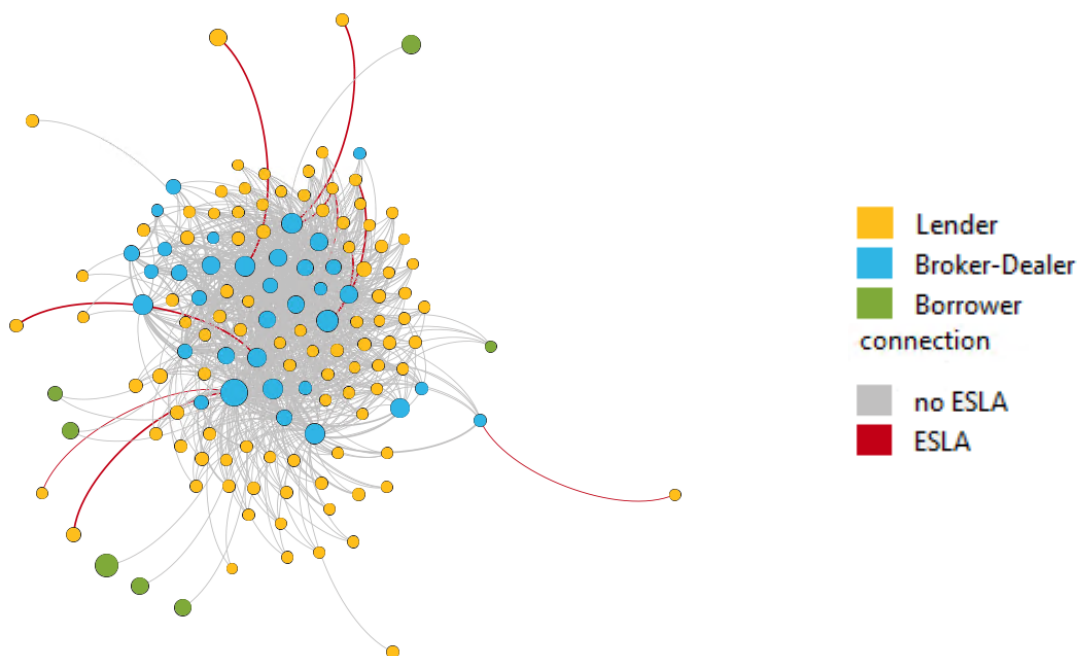 Lender
Broker-Dealer
Borrower
connection
no ESLA
ESLA